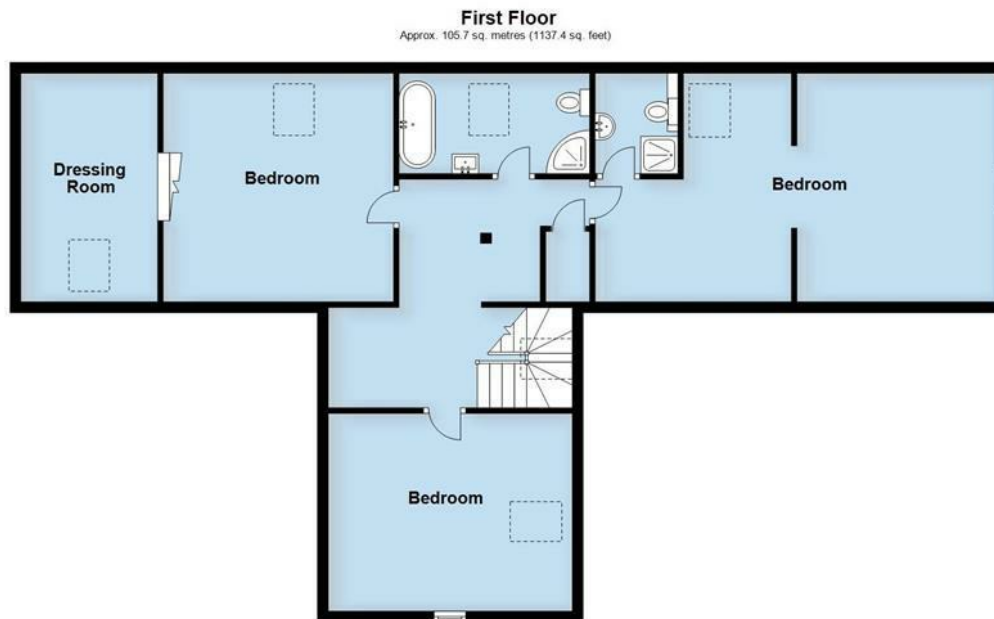 First Floor
Approx. 105.7 sq. metres (1137.4 sq. feet)
Dressing
Room
Bedroom
Bedroom
Bedroom